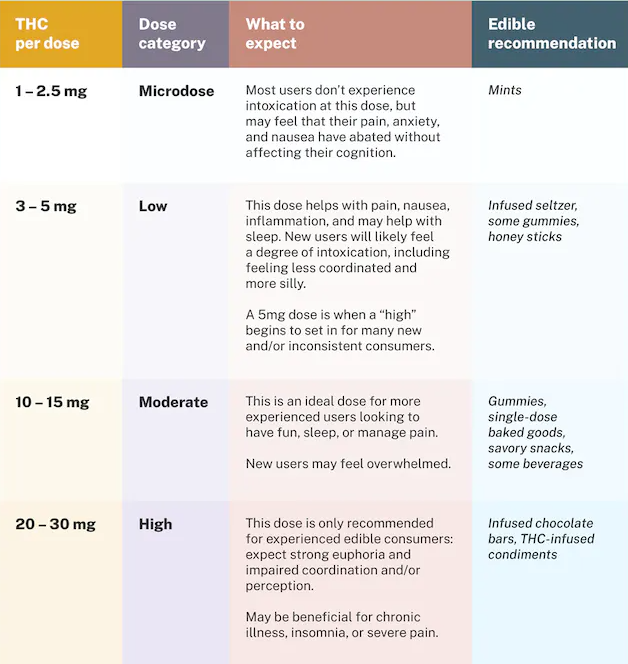 THC
per dose
Dose
category
What to
expect
Edible
recommendation
1 – 2.5 mg
Microdose
Most users don’t experience
intoxication at this dose, but
may feel that their pain, anxiety,
and nausea have abated without
affecting their cognition.
Mints
3 – 5 mg
Low
This dose helps with pain, nausea,
inflammation, and may help with
sleep. New users will likely feel
a degree of intoxication, including
feeling less coordinated and
more silly.
A 5mg dose is when a “high”
begins to set in for many new
and/or inconsistent consumers.
Infused seltzer,
some gummies,
honey sticks
10 – 15 mg
Moderate
This is an ideal dose for more
experienced users looking to
have fun, sleep, or manage pain.
New users may feel overwhelmed.
Gummies,
single-dose
baked goods,
savory snacks,
some beverages
20 – 30 mg
High
This dose is only recommended
for experienced edible consumers:
expect strong euphoria and
impaired coordination and/or
perception.
May be beneficial for chronic
illness, insomnia, or severe pain.
Infused chocolate
bars, THC-infused
condiments